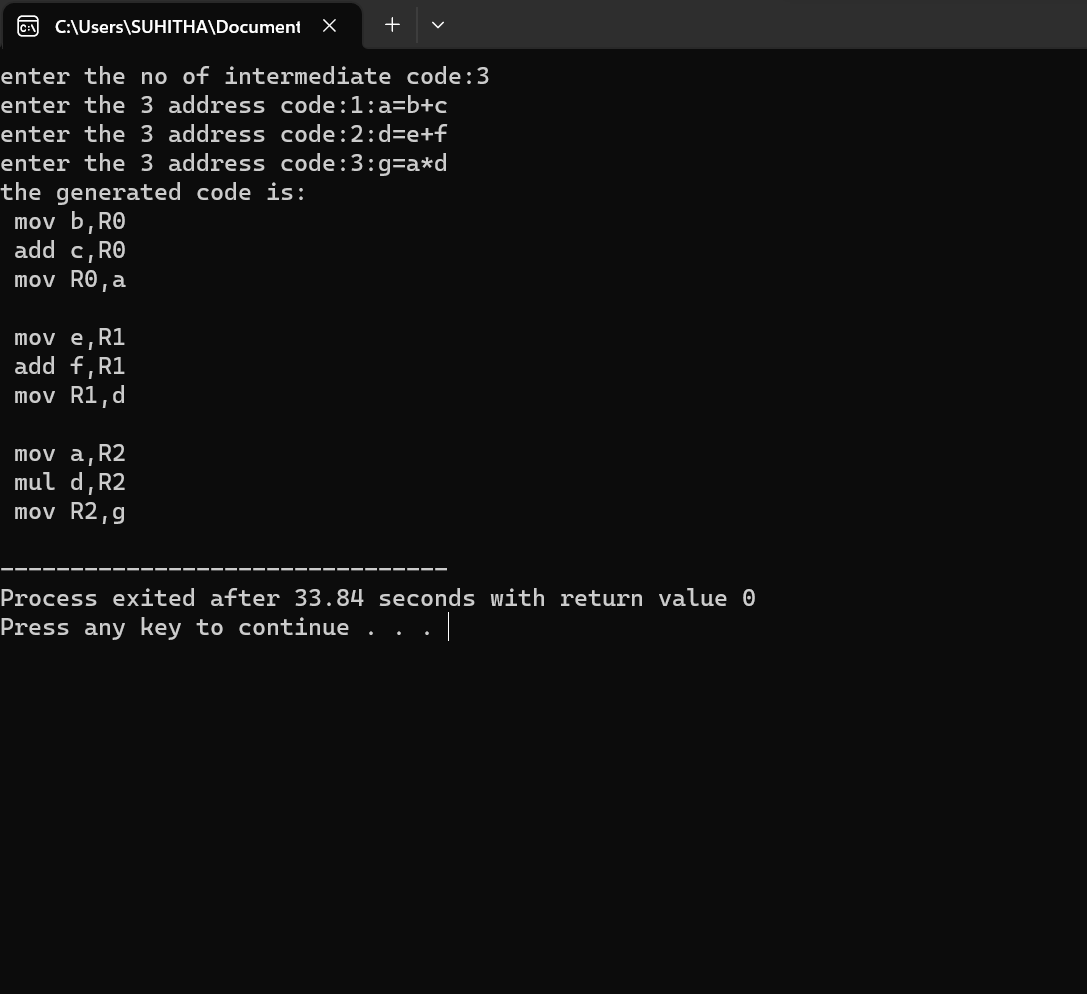 C:\Users\SUHITHA\Document
enter the no of intermediate code:3
enter the 3 address code:1:a=b+c
enter the 3 address code:2:d=e+f
enter the 3 address code:3:g=a*d
the generated code is:
 mov b,R0
 add c,R0
 mov R0,a

 mov e,R1
 add f,R1
 mov R1,d

 mov a,R2
 mul d,R2
 mov R2,g

--------------------------------
Process exited after 33.84 seconds with return value 0
Press any key to continue . . .